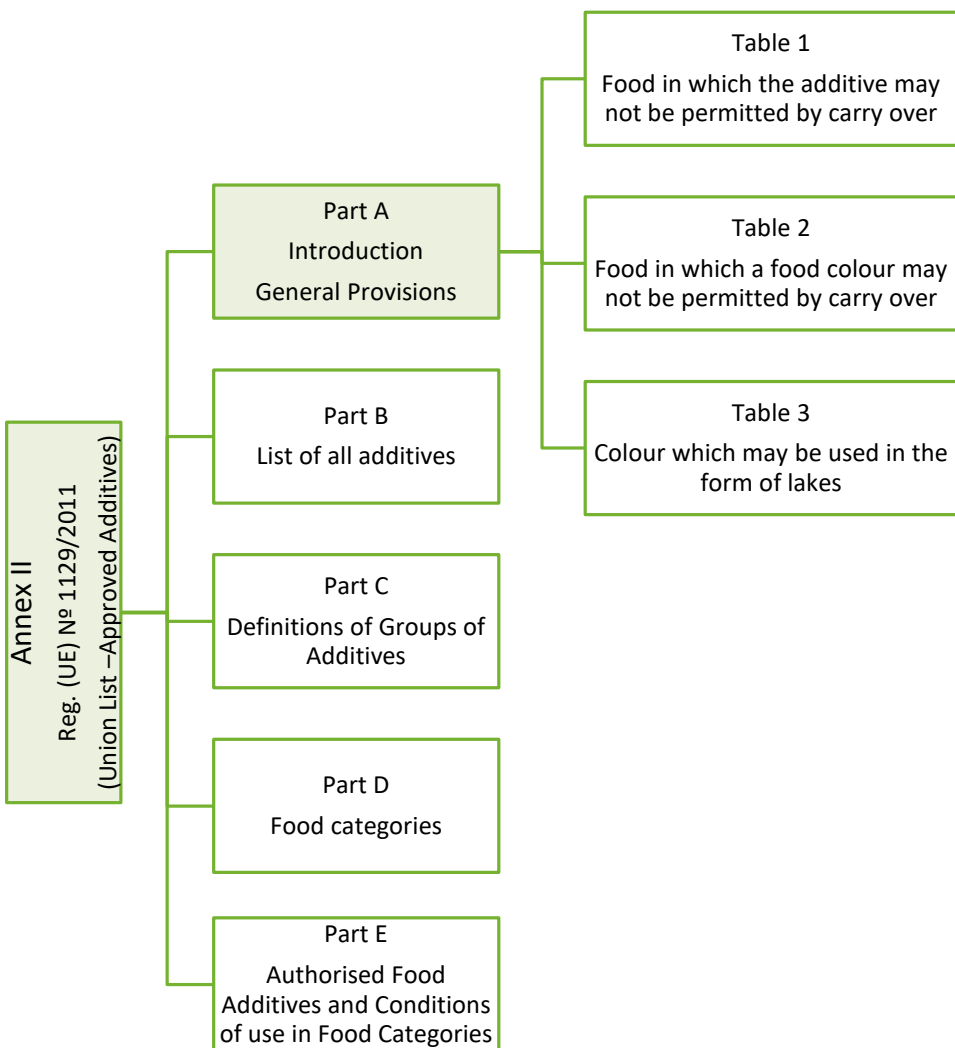 Annex II
Reg. (UE) Nº 1129/2011
(Union List –Approved Additives)
Part A
Introduction
General Provisions
Table 1
Food in which the additive may
not be permitted by carry over
Table 2
Food in which a food colour may
not be permitted by carry over
Table 3
Colour which may be used in the
form of lakes
Part B
List of all additives
Part C
Definitions of Groups of
Additives
Part D
Food categories
Part E
Authorised Food
Additives and Conditions
of use in Food Categories